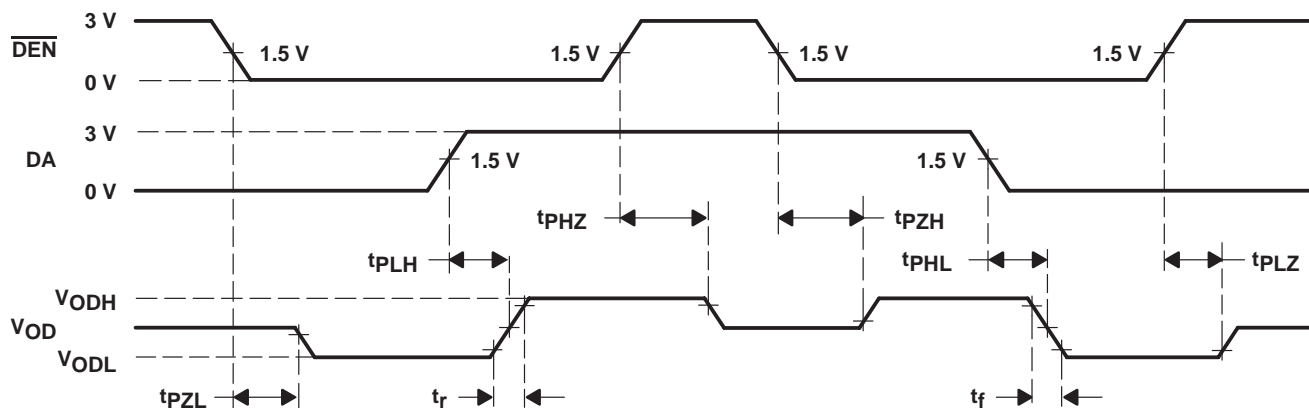 3 V
DEN
1.5 V
1.5 V
1.5 V
1.5 V
0 V
3 V
DA
1.5 V
1.5 V
0 V
tPHZ
tPZH
tPLH
tPHL
tPLZ
VODH
VOD
VODL
tPZL
tr
tf